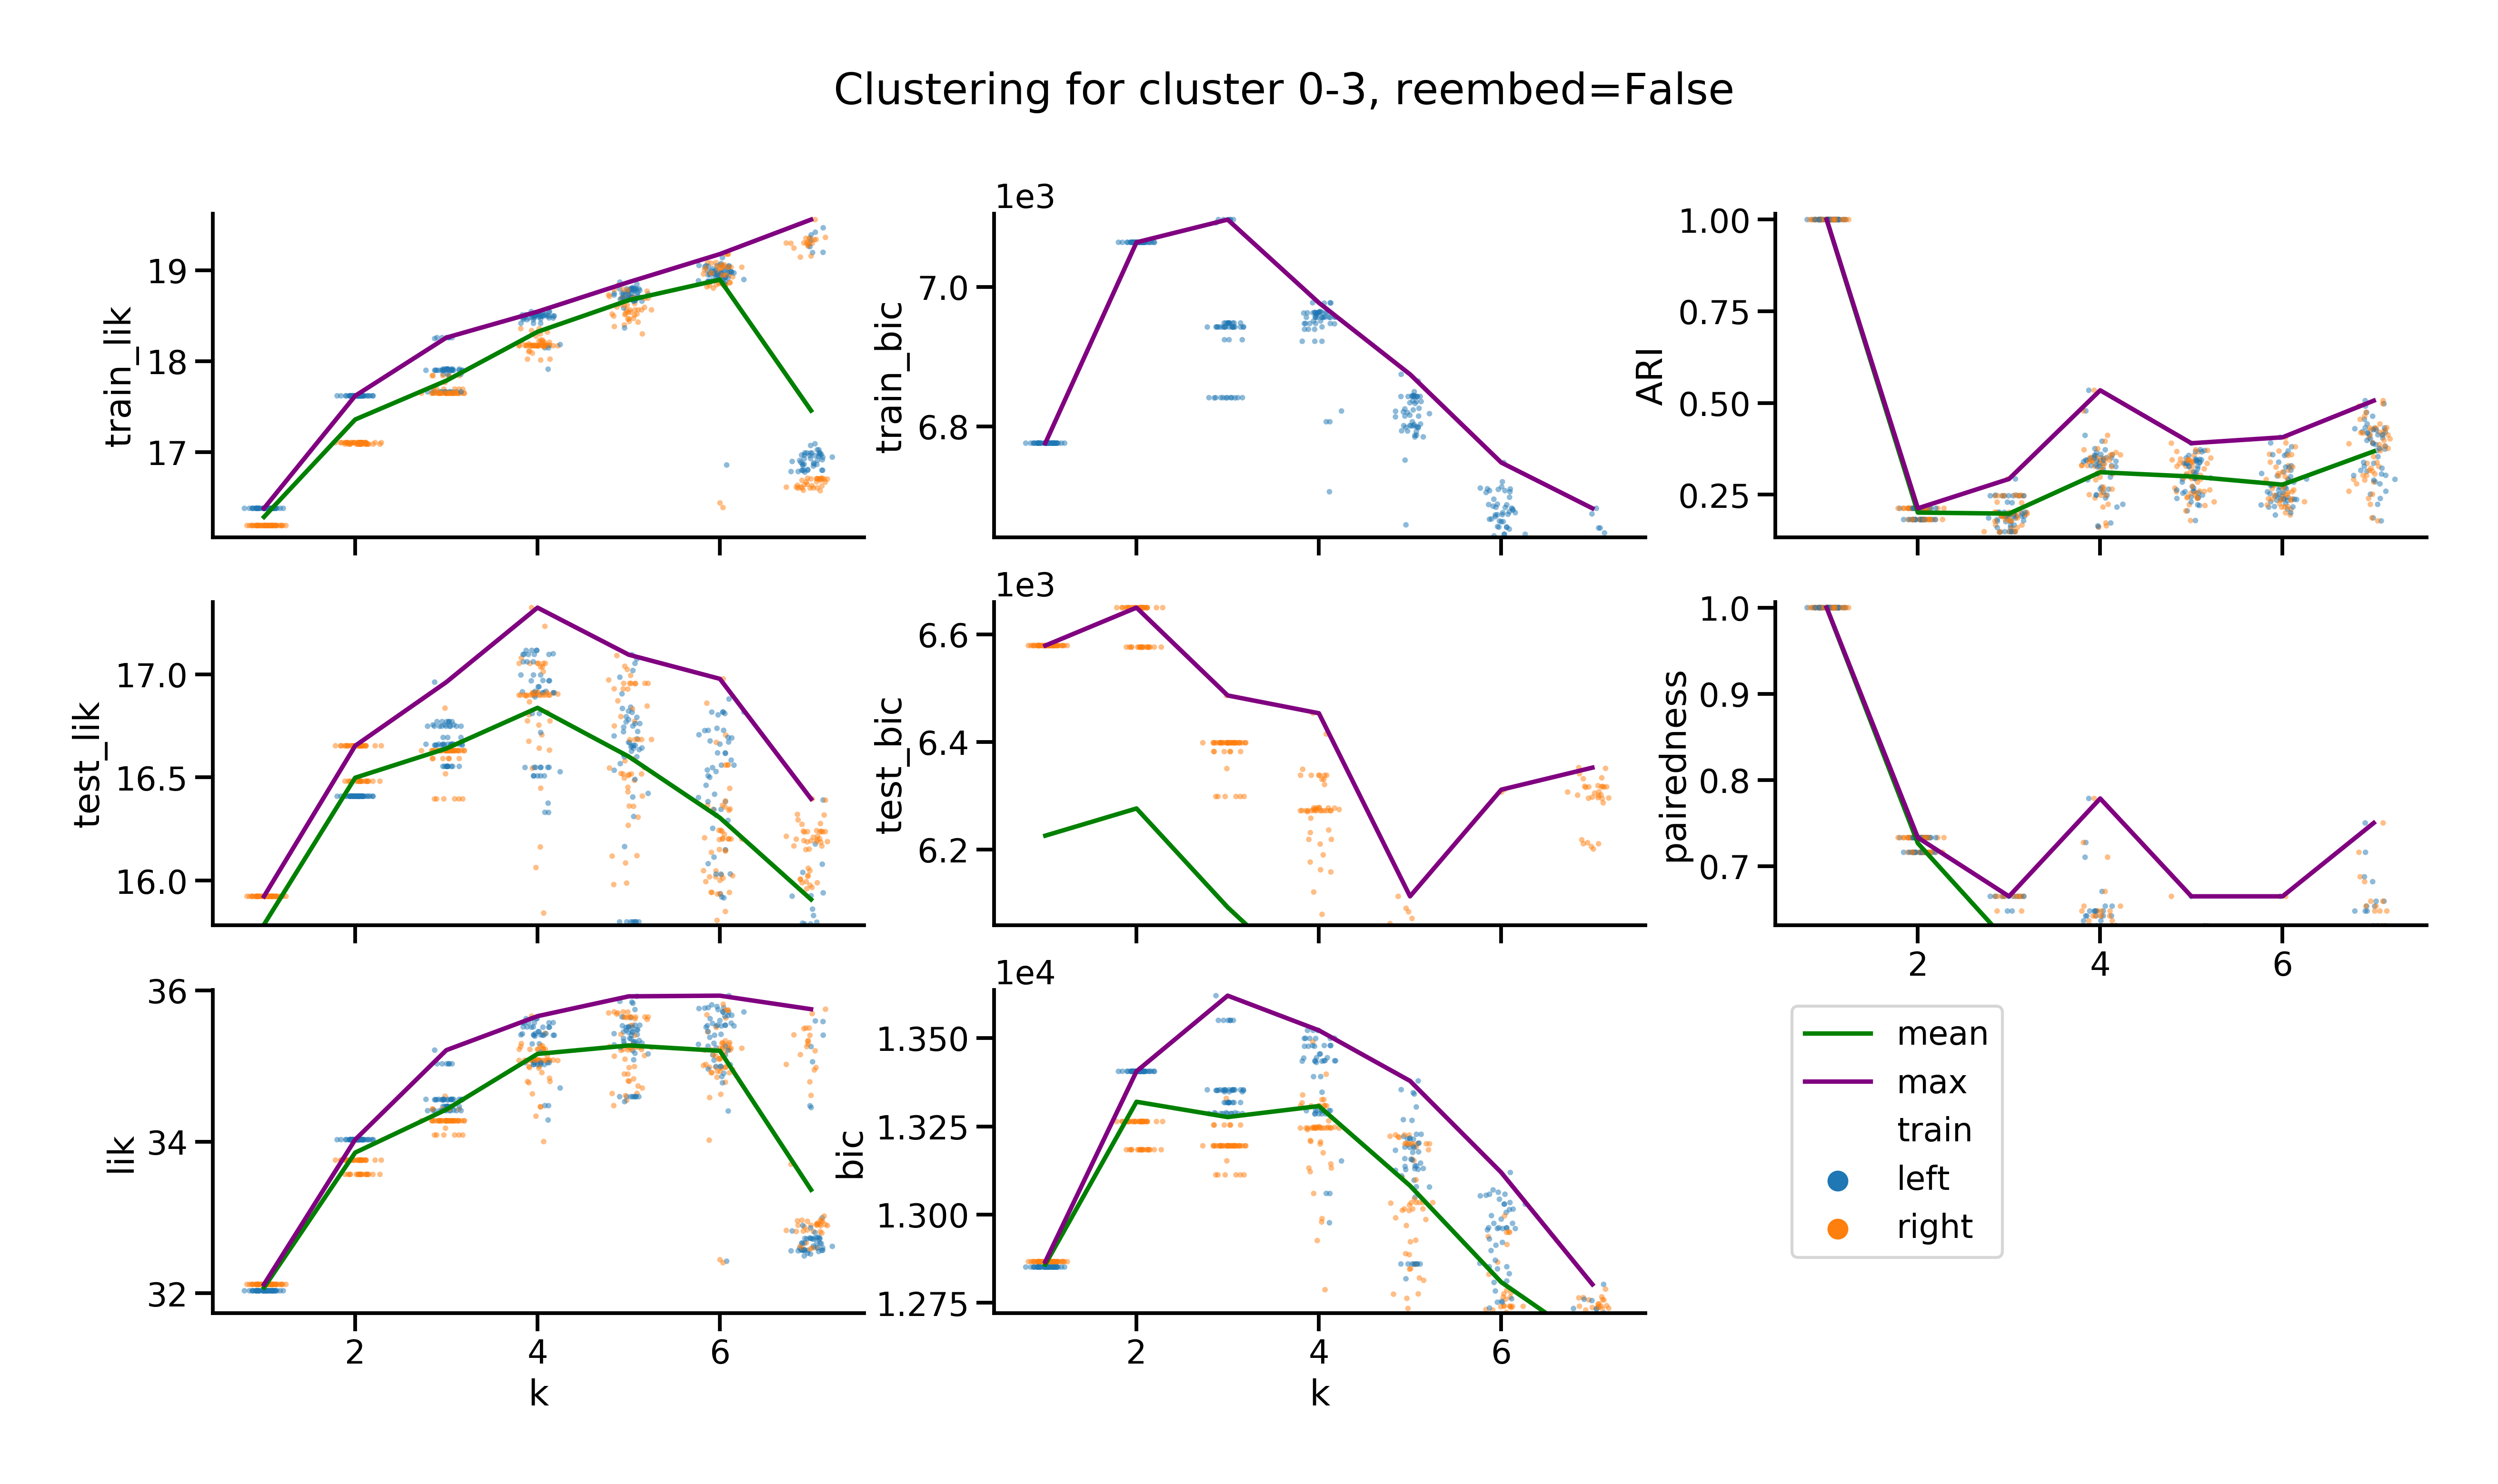 Clustering for cluster 0-3, reembed=False
train_lik
19
18
17
1e3
train_bic
7.0
6.8
ARI
1.00
0.75
0.50
0.25
test_lik
17.0
16.5
16.0
1e3
test_bic
6.6
6.4
6.2
pairedness
1.0
0.9
0.8
0.7
2 4 6
lik
36
34
32
2 4 6
k
1e4
bic
1.350
1.325
1.300
1.275
2 4 6
k
mean
max
train
left
right